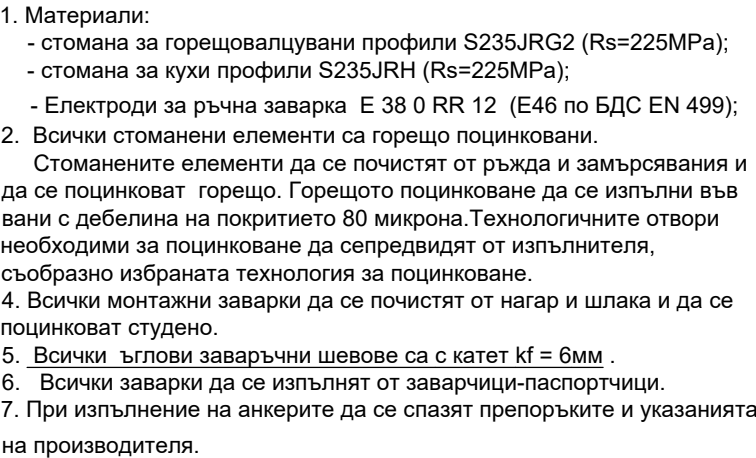 1. Материали:
- стомана за горещовалцувани профили S235JRG2 (Rs=225MPa);
- стомана за кухи профили S235JRH (Rs=225MPa);
- Електроди за ръчна заварка Е 38 0 RR 12 (Е46 по БДС EN 499);
2. Всички стоманени елементи са горещо поцинковани.
Стоманените елементи да се почистят от ръжда и замърсявания и
да се поцинковат горещо. Горещото поцинковане да се изпълни във
вани с дебелина на покритието 80 микрона.Технологичните отвори
необходими за поцинковане да сепредвидят от изпълнителя,
съобразно избраната технология за поцинковане.
4. Всички монтажни заварки да се почистят от нагар и шлака и да се
поцинковат студено.
5. Всички ъглови заваръчни шевове са с катет kf = 6мм .
6. Всички заварки да се изпълнят от заварчици-паспортчици.
7. При изпълнение на анкерите да се спазят препоръките и указанията
на производителя.